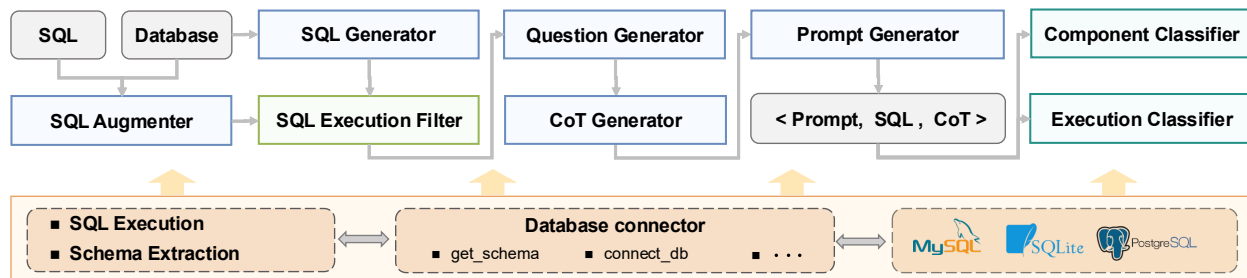 SQL
Database
SQL Generator
Question Generator
Prompt Generator
Component Classifier
SQL Augmenter
SQL Execution Filter
CoT Generator
< Prompt, SQL , CoT >
Execution Classifier
▪ SQL Execution
▪ Schema Extraction
Database connector
▪ get_schema
▪ connect_db
▪ · · ·
MySQL
SQLite
PostgreSQL